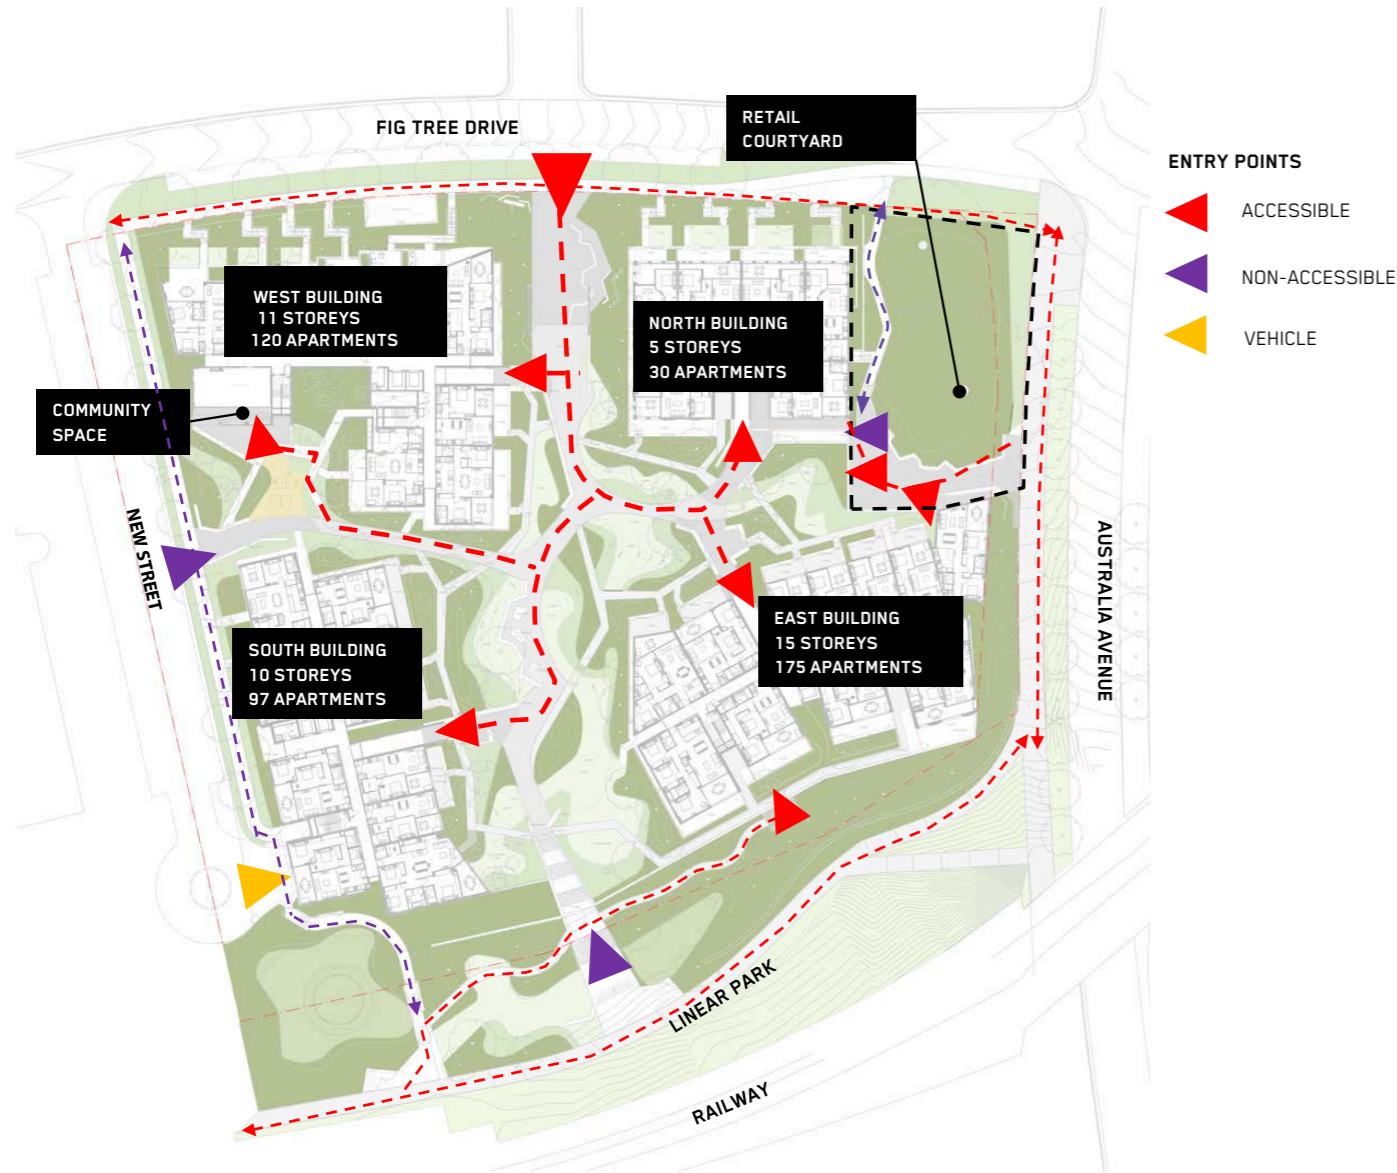 FIG TREE DRIVE
RETAIL
COURTYARD
ENTRY POINTS
ACCESSIBLE
NON-ACCESSIBLE
VEHICLE
WEST BUILDING
11 STOREYS
120 APARTMENTS
NORTH BUILDING
5 STOREYS
30 APARTMENTS
COMMUNITY
SPACE
NEW STREET
AUSTRALIA AVENUE
EAST BUILDING
15 STOREYS
175 APARTMENTS
SOUTH BUILDING
10 STOREYS
97 APARTMENTS
LINEAR PARK
RAILWAY